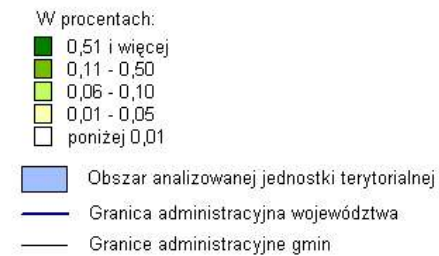 W procentach:
0,51 i więcej
0,11 - 0,50
0,06 - 0,10
0,01 - 0,05
poniżej 0,01
Obszar analizowanej jednostki terytorialnej
Granica administracyjna województwa
Granice administracyjne gmin